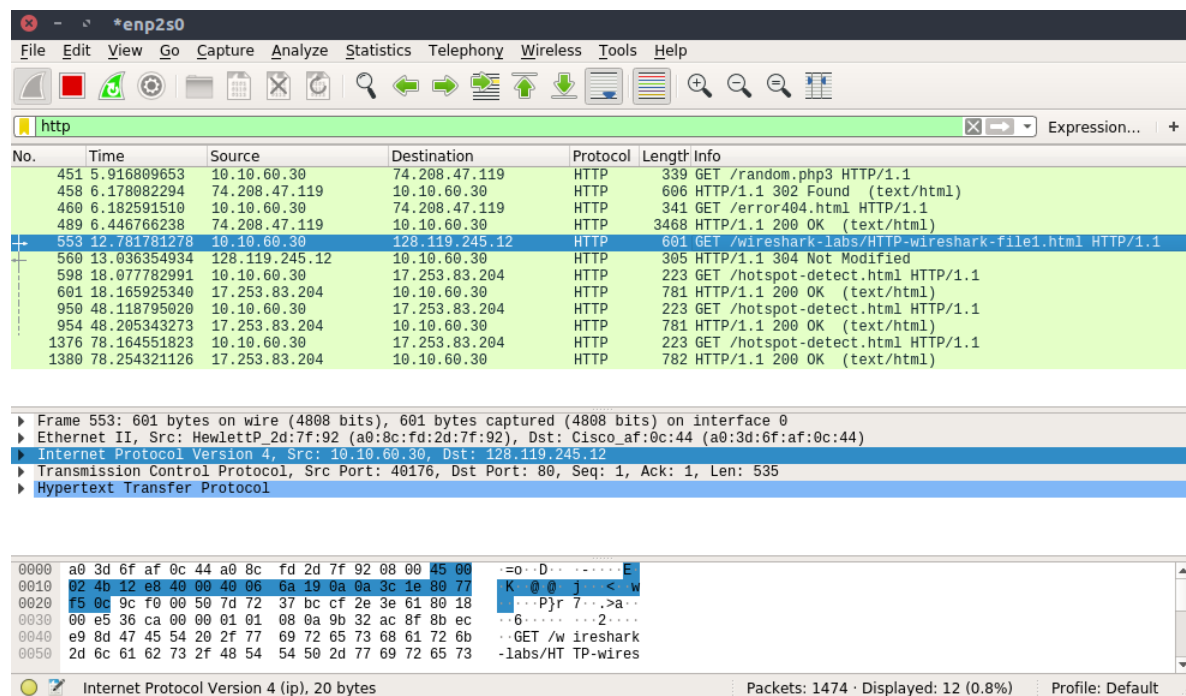 *enp2s0
File Edit View Go Capture Analyze Statistics Telephony Wireless Tools Help
http Expression... +
No. Time Source Destination Protocol Length Info
451 5.916809653 10.10.60.30 74.208.47.119 HTTP 339 GET /random.php3 HTTP/1.1
458 6.178082294 74.208.47.119 10.10.60.30 HTTP 606 HTTP/1.1 302 Found (text/html)
460 6.182591510 10.10.60.30 74.208.47.119 HTTP 341 GET /error404.html HTTP/1.1
489 6.446766238 74.208.47.119 10.10.60.30 HTTP 3468 HTTP/1.1 200 OK (text/html)
553 12.781781278 10.10.60.30 128.119.245.12 HTTP 601 GET /wireshark-labs/HTTP-wireshark-file1.html HTTP/1.1
560 13.036354934 128.119.245.12 10.10.60.30 HTTP 305 HTTP/1.1 304 Not Modified
598 18.077782991 10.10.60.30 17.253.83.204 HTTP 223 GET /hotspot-detect.html HTTP/1.1
601 18.165925340 17.253.83.204 10.10.60.30 HTTP 781 HTTP/1.1 200 OK (text/html)
950 48.118795020 10.10.60.30 17.253.83.204 HTTP 223 GET /hotspot-detect.html HTTP/1.1
954 48.205343273 17.253.83.204 10.10.60.30 HTTP 781 HTTP/1.1 200 OK (text/html)
1376 78.164551823 10.10.60.30 17.253.83.204 HTTP 223 GET /hotspot-detect.html HTTP/1.1
1380 78.254321126 17.253.83.204 10.10.60.30 HTTP 782 HTTP/1.1 200 OK (text/html)
Frame 553: 601 bytes on wire (4808 bits), 601 bytes captured (4808 bits) on interface 0
Ethernet II, Src: HewlettP_2d:7f:92 (a0:8c:fd:2d:7f:92), Dst: Cisco_af:0c:44 (a0:3d:6f:af:0c:44)
Internet Protocol Version 4, Src: 10.10.60.30, Dst: 128.119.245.12
Transmission Control Protocol, Src Port: 40176, Dst Port: 80, Seq: 1, Ack: 1, Len: 535
Hypertext Transfer Protocol
0000 a0 3d 6f af 0c 44 a0 8c fd 2d 7f 92 08 00 45 00 ·=o··D·· ·-····E·
0010 02 4b 12 e8 40 00 40 06 6a 19 0a 0a 3c 1e 80 77 ·K··@·@· j···<··w
0020 f5 0c 9c f0 00 50 7d 72 37 bc cf 2e 3e 61 80 18 ·····P}r 7··.>a··
0030 00 e5 36 ca 00 00 01 01 08 0a 9b 32 ac 8f 8b ec ··6····· ···2····
0040 e9 8d 47 45 54 20 2f 77 69 72 65 73 68 61 72 6b ··GET /w ireshark
0050 2d 6c 61 62 73 2f 48 54 54 50 2d 77 69 72 65 73 -labs/HT TP-wires
Internet Protocol Version 4 (ip), 20 bytes Packets: 1474 · Displayed: 12 (0.8%) Profile: Default